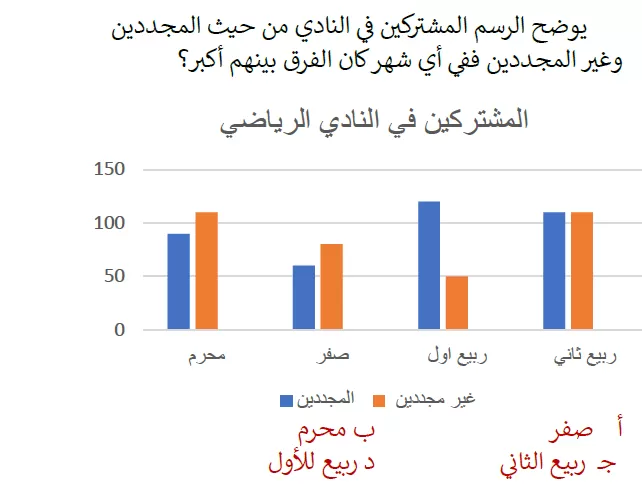 يوضح الرسم المشتركين في النادي من حيث المجددين
وغير المجددين ففي أي شهر كان الفرق بينهم أكبر؟
المشتركين في النادي الرياضي
150
100
50
0
محرم
صفر
ربيع اول
ربيع ثاني
المجددين
غير مجددين
أ صفر
ب محرم
جـ ربيع الثاني
د ربيع للأول